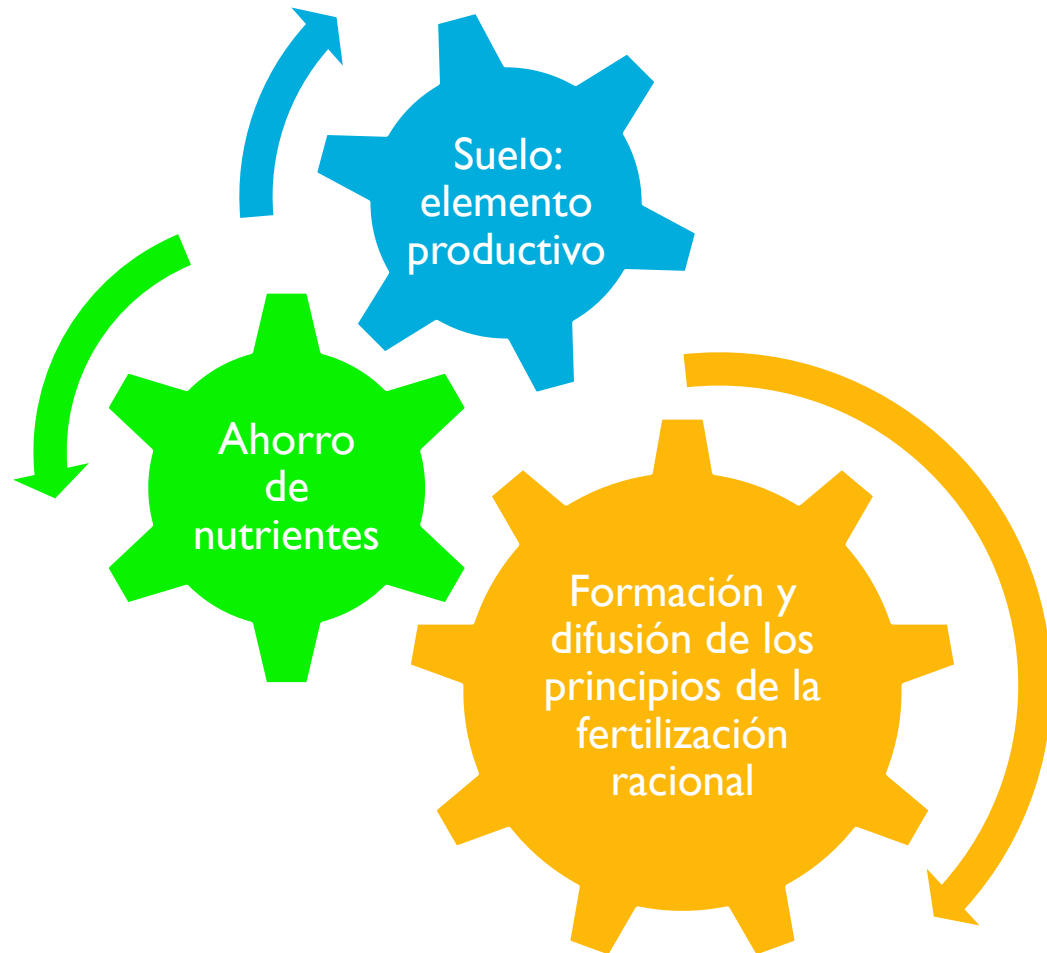 Suelo:
elemento
productivo
Ahorro
de
nutrientes
Formación y
difusión de los
principios de la
fertilización
racional